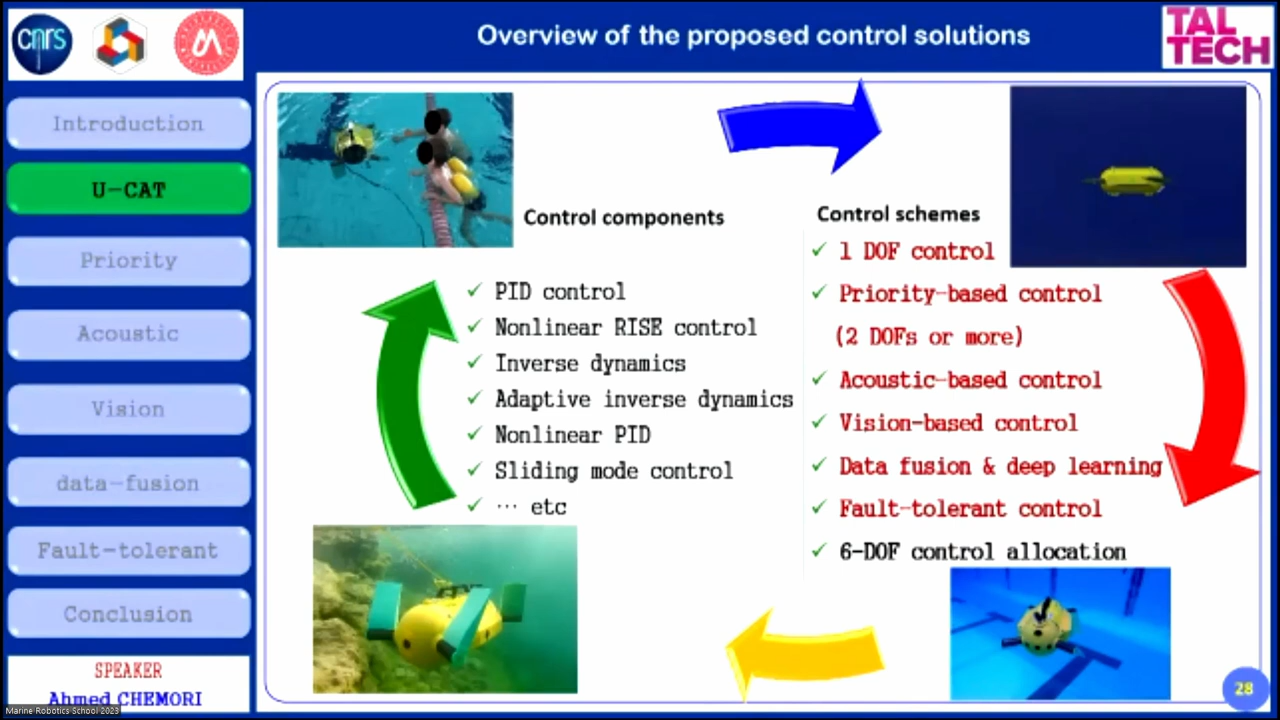 cnrs
Overview of the proposed control solutions
TAL
TECH
Introduction
U-CAT
Priority
Acoustic
Vision
data-fusion
Fault-tolerant
Conclusion
SPEAKER
Ahmed CHEMORI
Marine Robotics School 2023
Control components
✓ PID control
✓ Nonlinear RISE control
✓ Inverse dynamics
✓ Adaptive inverse dynamics
✓ Nonlinear PID
✓ Sliding mode control
✓ … etc
Control schemes
✓ 1 DOF control
✓ Priority-based control
(2 DOFs or more)
✓ Acoustic-based control
✓ Vision-based control
✓ Data fusion & deep learning
✓ Fault-tolerant control
✓ 6-DOF control allocation
28